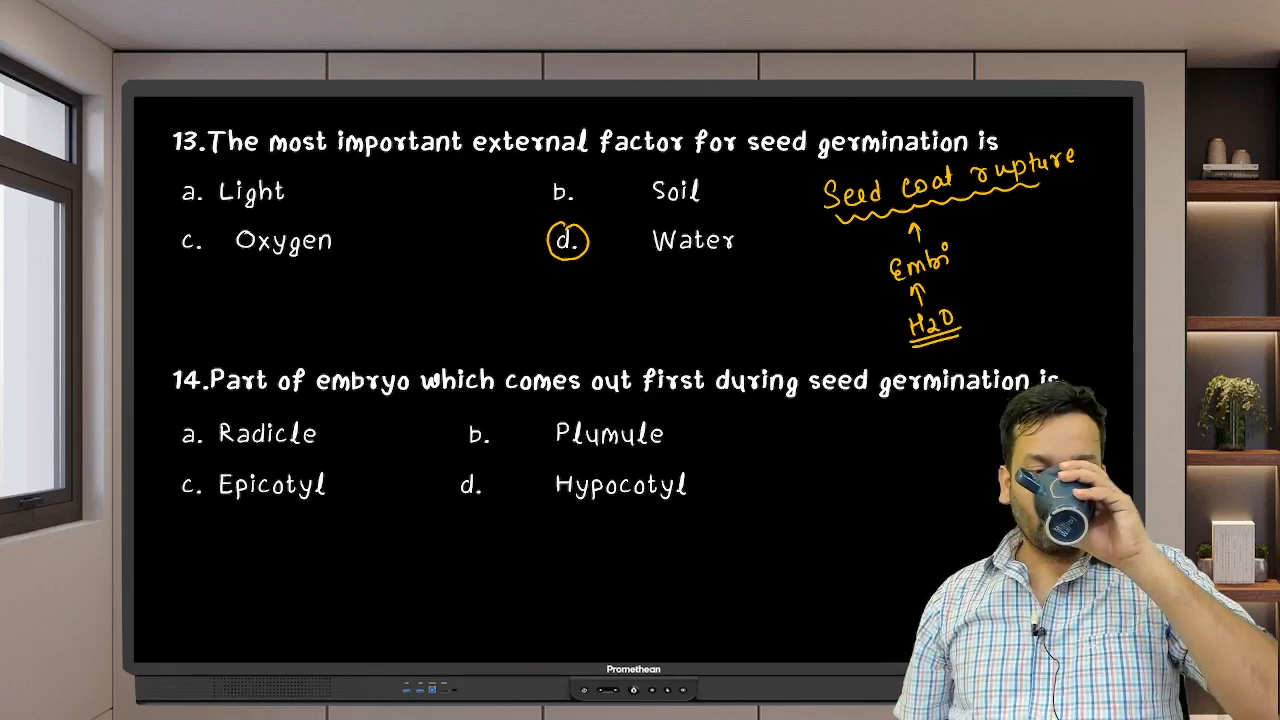 13.The most important external factor for seed germination is
a. Light b. Soil
c. Oxygen d. Water
Seed coat rupture
↑
Embi
↑
H2O
14.Part of embryo which comes out first during seed germination is
a. Radicle b. Plumule
c. Epicotyl d. Hypocotyl
Promethean